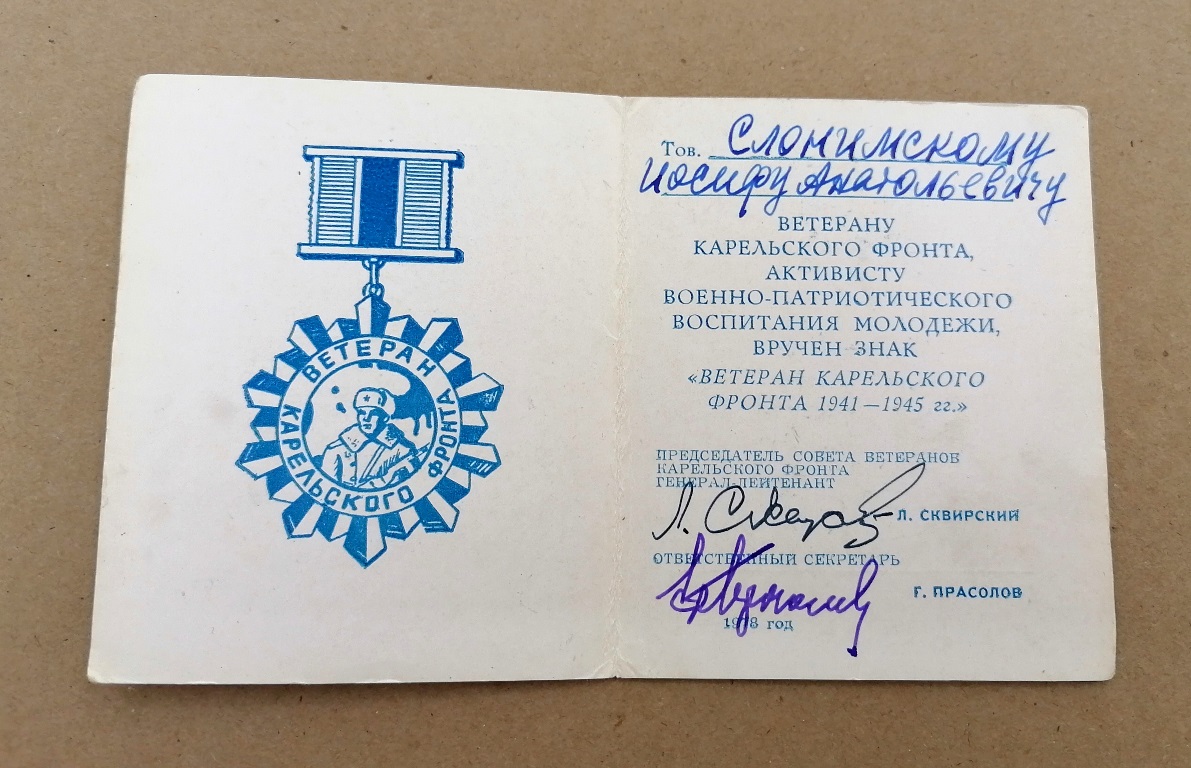 ВЕТЕРАН
КАРЕЛЬСКОГО ФРОНТА
Тов. Слонимскому
Иосифу Анатольевичу
ВЕТЕРАНУ
КАРЕЛЬСКОГО ФРОНТА,
АКТИВИСТУ
ВОЕННО-ПАТРИОТИЧЕСКОГО
ВОСПИТАНИЯ МОЛОДЕЖИ,
ВРУЧЕН ЗНАК
«ВЕТЕРАН КАРЕЛЬСКОГО
ФРОНТА 1941—1945 гг.»
ПРЕДСЕДАТЕЛЬ СОВЕТА ВЕТЕРАНОВ
КАРЕЛЬСКОГО ФРОНТА
ГЕНЕРАЛ-ЛЕЙТЕНАНТ
Л. СКВИРСКИЙ
ОТВЕТСТВЕННЫЙ СЕКРЕТАРЬ
Г. ПРАСОЛОВ
год